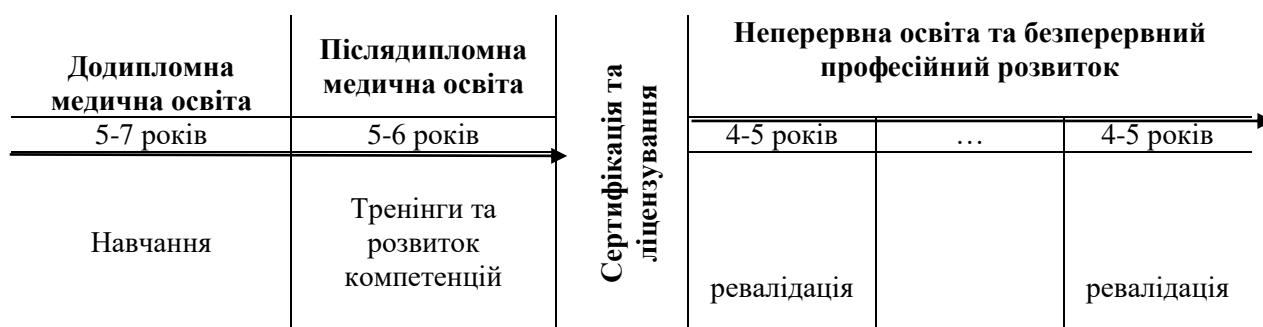 Додипломна
медична освіта
Післядипломна
медична освіта
Сертифікація та
ліцензування
Неперервна освіта та безперервний
професійний розвиток
5-7 років
5-6 років
4-5 років
…
4-5 років
Навчання
Тренінги та
розвиток
компетенцій
ревалідація
ревалідація